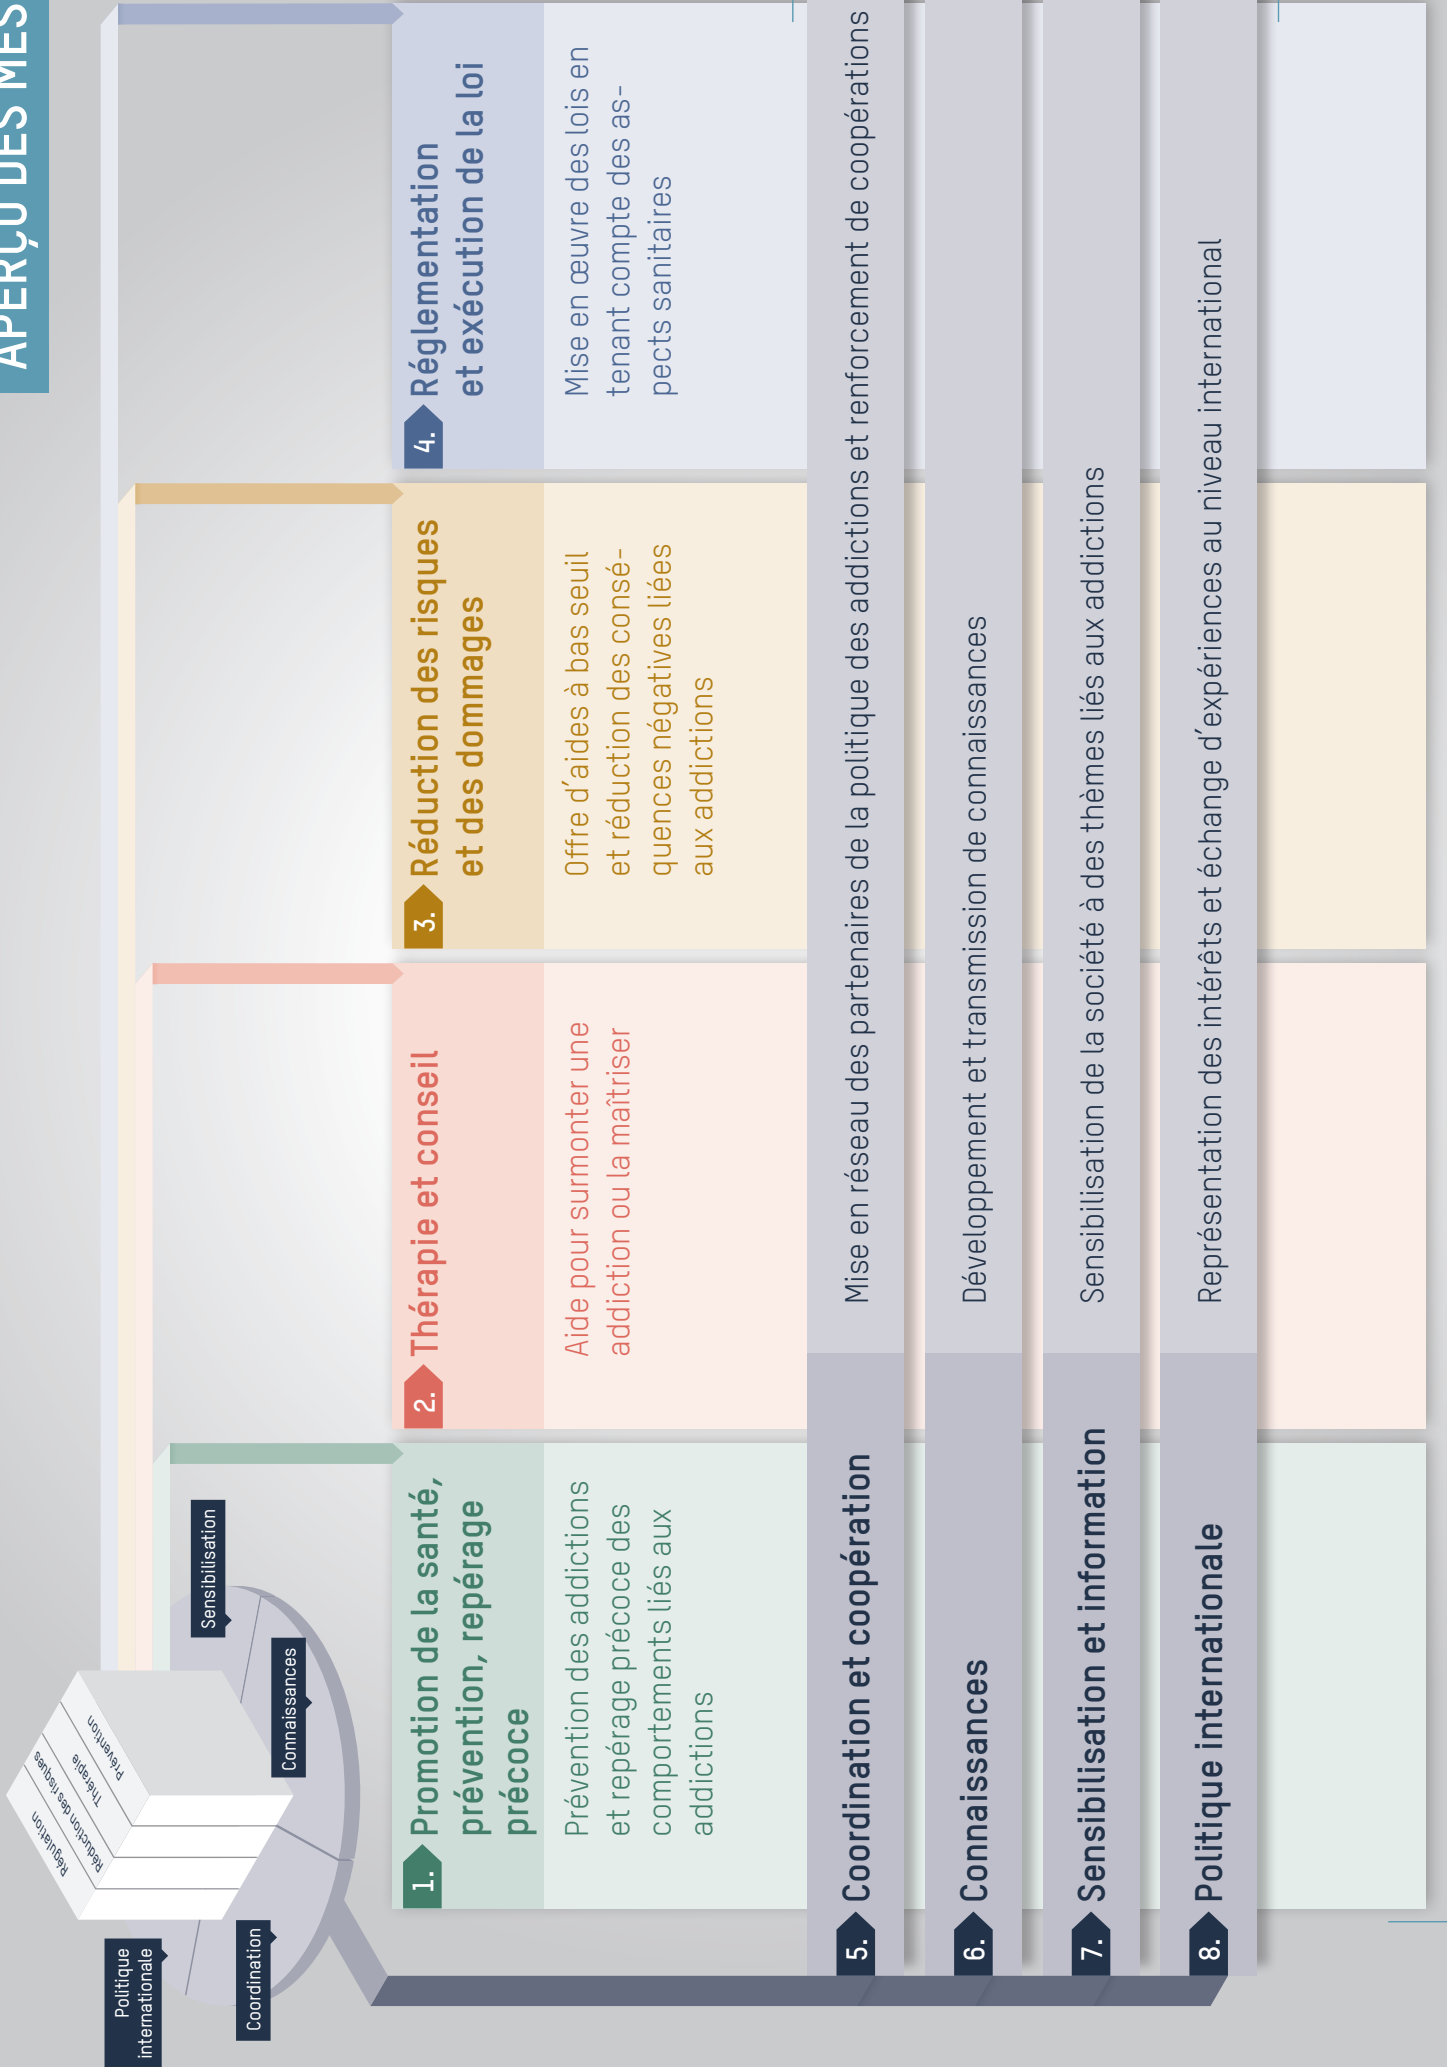 APERÇU DES MES
Politique
internationale
Coordination
Connaissances
Sensibilisation
Régulation
Réduction des risques
Thérapie
Prévention
1. Promotion de la santé,
prévention, repérage
précoce
Prévention des addictions
et repérage précoce des
comportements liés aux
addictions
2. Thérapie et conseil
Aide pour surmonter une
addiction ou la maîtriser
3. Réduction des risques
et des dommages
Offre d’aides à bas seuil
et réduction des consé-
quences négatives liées
aux addictions
4. Réglementation
et exécution de la loi
Mise en œuvre des lois en
tenant compte des as-
pects sanitaires
5. Coordination et coopération
Mise en réseau des partenaires de la politique des addictions et renforcement de coopérations
6. Connaissances
Développement et transmission de connaissances
7. Sensibilisation et information
Sensibilisation de la société à des thèmes liés aux addictions
8. Politique internationale
Représentation des intérêts et échange d’expériences au niveau international